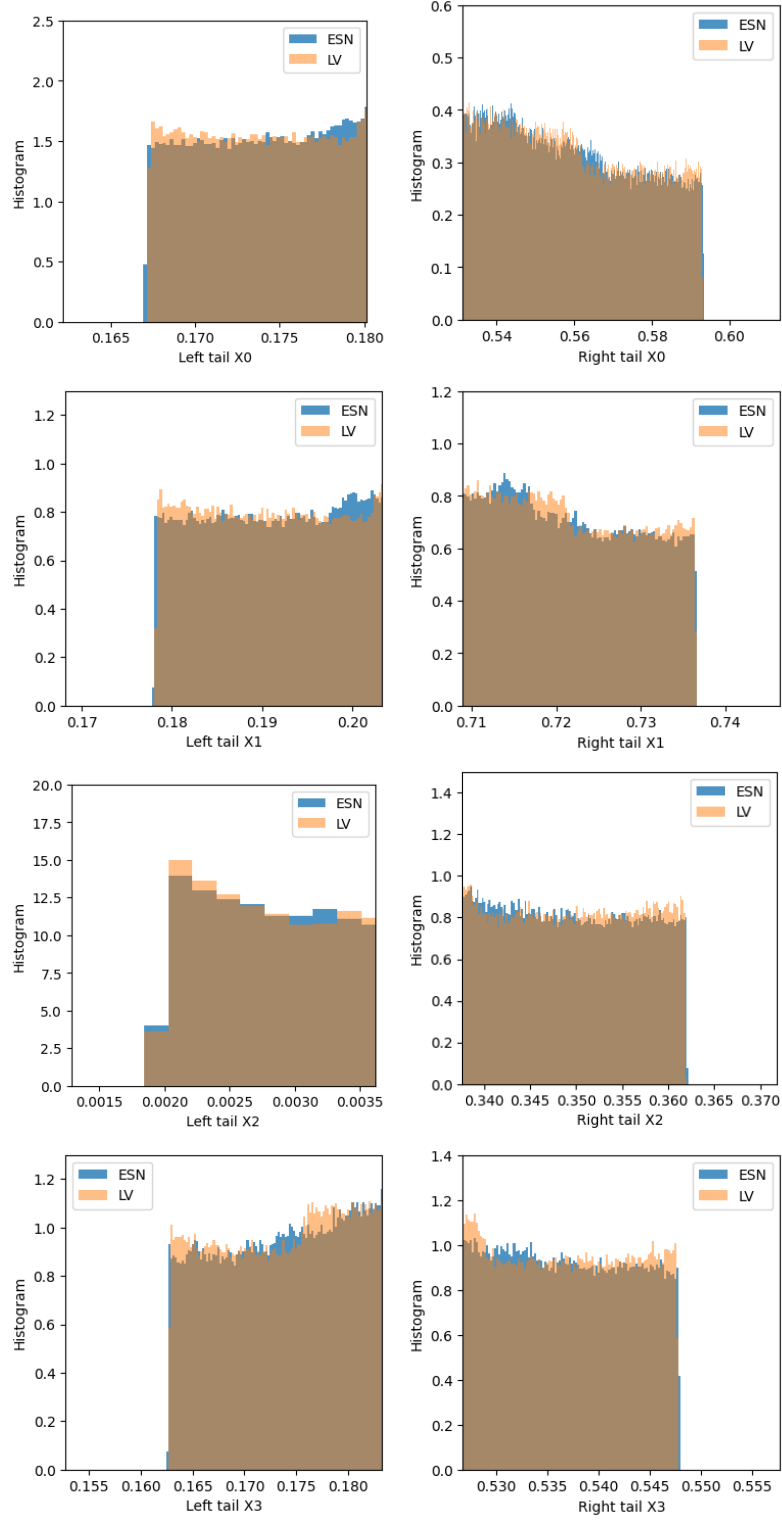 2.5
2.0
1.5
1.0
0.5
0.0
Histogram
ESN
LV
0.165 0.170 0.175 0.180
Left tail X0
0.6
0.5
0.4
0.3
0.2
0.1
0.0
Histogram
ESN
LV
0.54 0.56 0.58 0.60
Right tail X0
1.2
1.0
0.8
0.6
0.4
0.2
0.0
Histogram
ESN
LV
0.17 0.18 0.19 0.20
Left tail X1
1.2
1.0
0.8
0.6
0.4
0.2
0.0
Histogram
ESN
LV
0.71 0.72 0.73 0.74
Right tail X1
20.0
17.5
15.0
12.5
10.0
7.5
5.0
2.5
0.0
Histogram
ESN
LV
0.0015 0.0020 0.0025 0.0030 0.0035
Left tail X2
1.4
1.2
1.0
0.8
0.6
0.4
0.2
0.0
Histogram
ESN
LV
0.340 0.345 0.350 0.355 0.360 0.365 0.370
Right tail X2
1.2
1.0
0.8
0.6
0.4
0.2
0.0
Histogram
ESN
LV
0.155 0.160 0.165 0.170 0.175 0.180
Left tail X3
1.4
1.2
1.0
0.8
0.6
0.4
0.2
0.0
Histogram
ESN
LV
0.530 0.535 0.540 0.545 0.550 0.555
Right tail X3